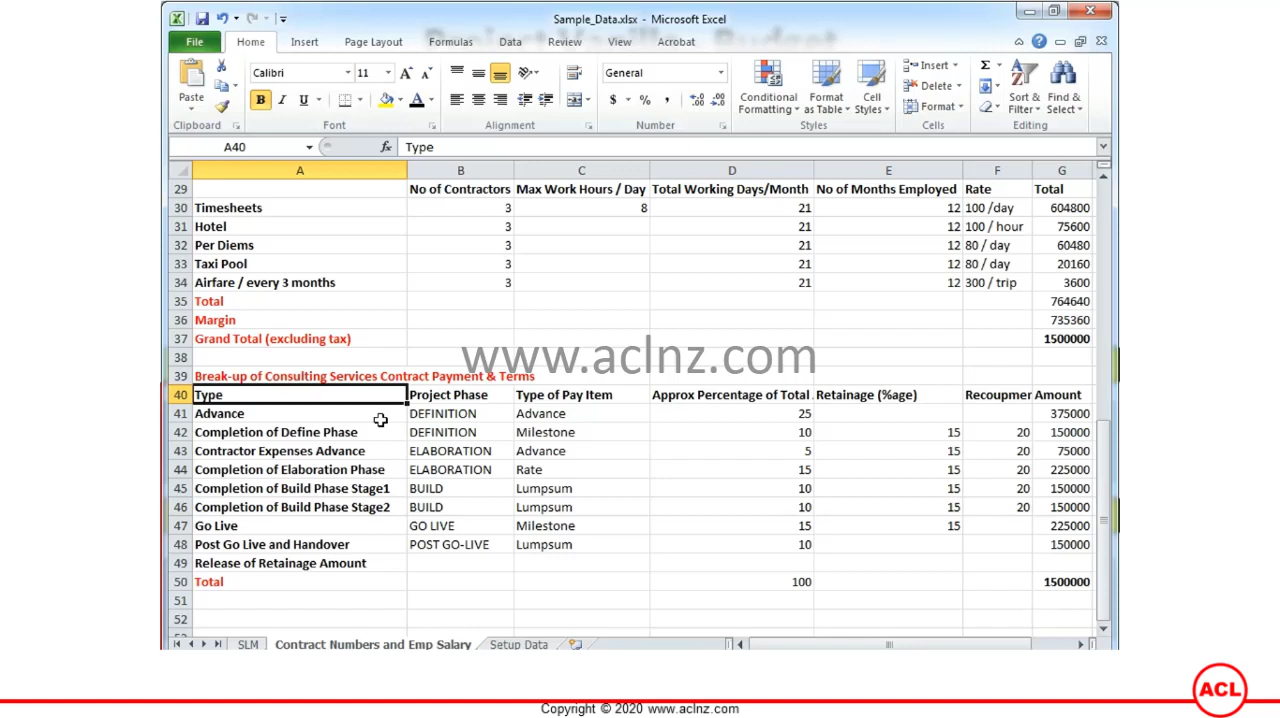 Sample_Data.xlsx - Microsoft Excel
File Home Insert Page Layout Formulas Data Review View Acrobat
Paste
Calibri 11
B I U
A A
General
$ % ,
Conditional Formatting
Format as Table
Cell Styles
Insert
Delete
Format
Σ
Sort & Filter
Find & Select
Clipboard Font Alignment Number Styles Cells Editing
A40 fx Type
A B C D E F G
29 No of Contractors Max Work Hours / Day Total Working Days/Month No of Months Employed Rate Total
30 Timesheets 3 8 21 12 100 /day 604800
31 Hotel 3 21 12 100 / hour 75600
32 Per Diems 3 21 12 80 / day 60480
33 Taxi Pool 3 21 12 80 / day 20160
34 Airfare / every 3 months 3 21 12 300 / trip 3600
35 Total 764640
36 Margin 735360
37 Grand Total (excluding tax) 1500000
www.aclnz.com
38
39 Break-up of Consulting Services Contract Payment & Terms
40 Type Project Phase Type of Pay Item Approx Percentage of Total Retainage (%age) Recoupmer Amount
41 Advance DEFINITION Advance 25 375000
42 Completion of Define Phase DEFINITION Milestone 10 15 20 150000
43 Contractor Expenses Advance ELABORATION Advance 5 15 20 75000
44 Completion of Elaboration Phase ELABORATION Rate 15 15 20 225000
45 Completion of Build Phase Stage1 BUILD Lumpsum 10 15 20 150000
46 Completion of Build Phase Stage2 BUILD Lumpsum 10 15 20 150000
47 Go Live GO LIVE Milestone 15 15 225000
48 Post Go Live and Handover POST GO-LIVE Lumpsum 10 150000
49 Release of Retainage Amount
50 Total 100 1500000
51
52
SLM Contract Numbers and Emp Salary Setup Data
ACL
Copyright © 2020 www.aclnz.com